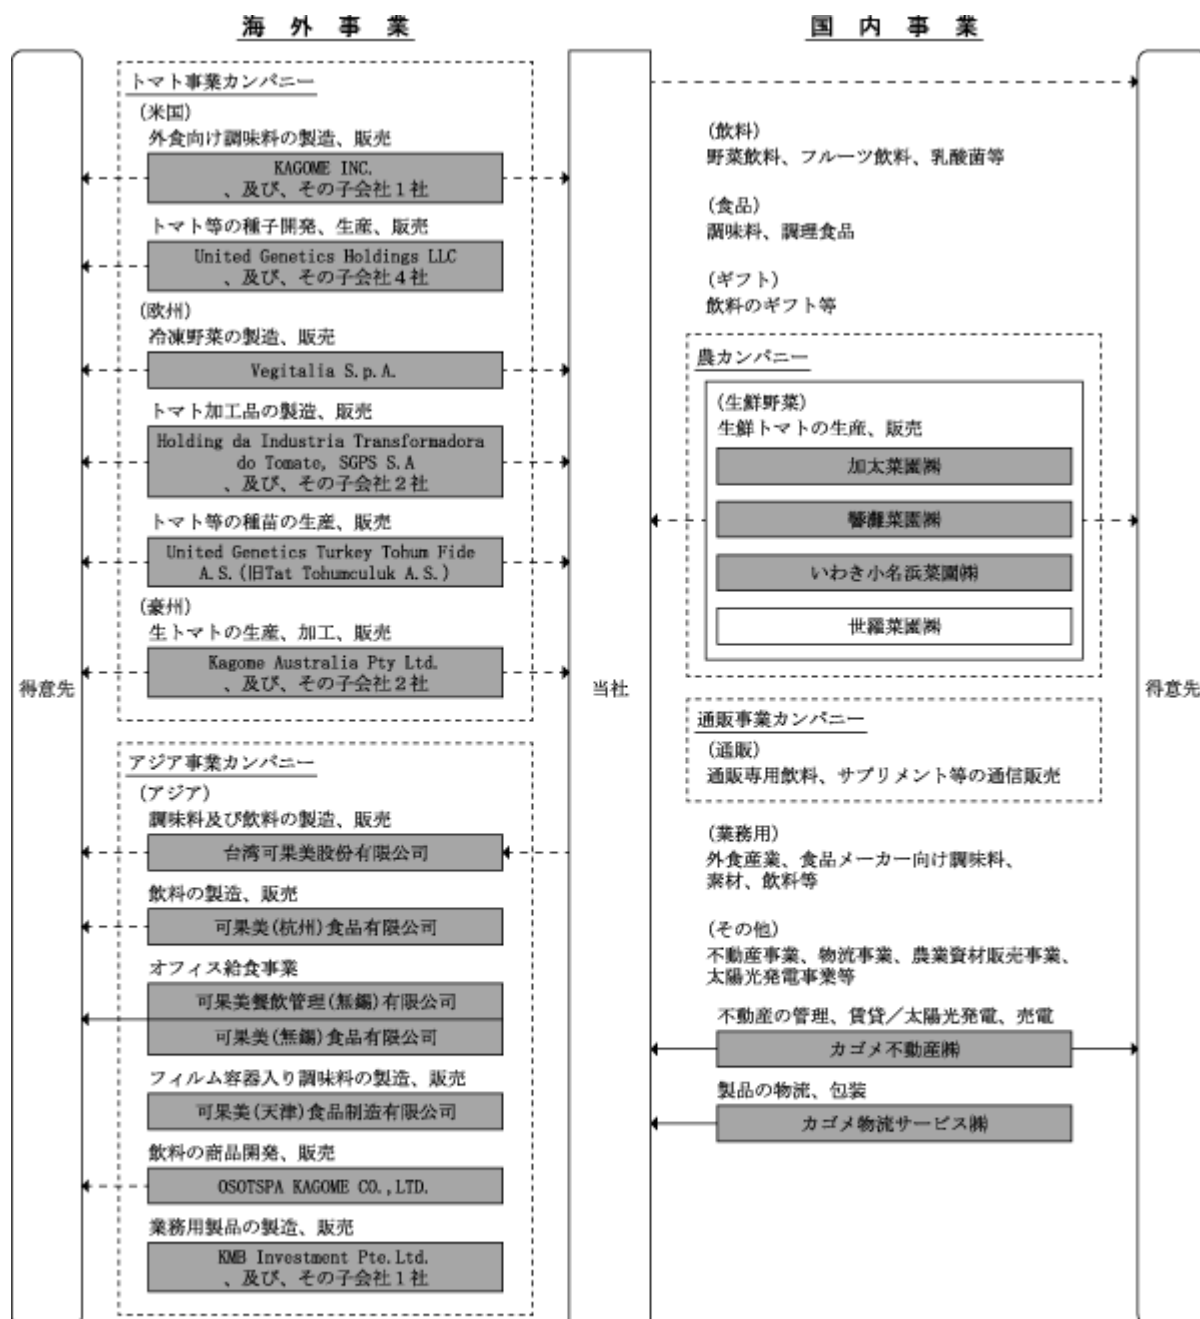 海 外 事 業
得意先
トマト事業カンパニー
(米国)
外食向け調味料の製造、販売
KAGOME INC.
、及び、その子会社１社
トマト等の種子開発、生産、販売
United Genetics Holdings LLC
、及び、その子会社４社
(欧州)
冷凍野菜の製造、販売
Vegitalia S.p.A.
トマト加工品の製造、販売
Holding da Industria Transformadora
do Tomate, SGPS S.A
、及び、その子会社２社
トマト等の種苗の生産、販売
United Genetics Turkey Tohum Fide
A.S.(旧Tat Tohumculuk A.S.)
(豪州)
生トマトの生産、加工、販売
Kagome Australia Pty Ltd.
、及び、その子会社２社
アジア事業カンパニー
(アジア)
調味料及び飲料の製造、販売
台湾可果美股份有限公司
飲料の製造、販売
可果美(杭州)食品有限公司
オフィス給食事業
可果美餐飲管理(無錫)有限公司
可果美(無錫)食品有限公司
フィルム容器入り調味料の製造、販売
可果美(天津)食品制造有限公司
飲料の商品開発、販売
OSOTSPA KAGOME CO.,LTD.
業務用製品の製造、販売
KMB Investment Pte.Ltd.
、及び、その子会社１社
当社
国 内 事 業
(飲料)
野菜飲料、フルーツ飲料、乳酸菌等
(食品)
調味料、調理食品
(ギフト)
飲料のギフト等
農カンパニー
(生鮮野菜)
生鮮トマトの生産、販売
加太菜園㈱
響灘菜園㈱
いわき小名浜菜園㈱
世羅菜園㈱
通販事業カンパニー
(通販)
通販専用飲料、サプリメント等の通信販売
(業務用)
外食産業、食品メーカー向け調味料、
素材、飲料等
(その他)
不動産事業、物流事業、農業資材販売事業、
太陽光発電事業等
不動産の管理、賃貸／太陽光発電、売電
カゴメ不動産㈱
製品の物流、包装
カゴメ物流サービス㈱
得意先